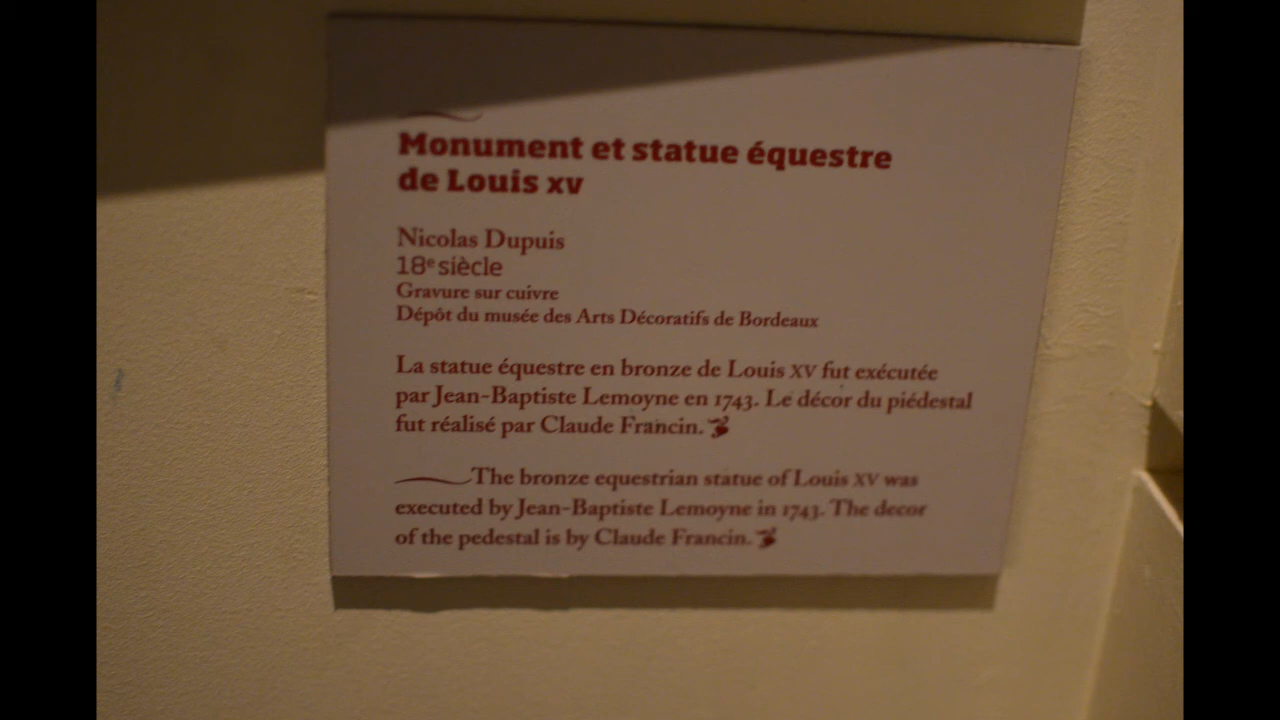 Monument et statue équestre
de Louis XV
Nicolas Dupuis
18e siècle
Gravure sur cuivre
Dépôt du musée des Arts Décoratifs de Bordeaux
La statue équestre en bronze de Louis XV fut exécutée
par Jean-Baptiste Lemoyne en 1743. Le décor du piédestal
fut réalisé par Claude Francin.
The bronze equestrian statue of Louis XV was
executed by Jean-Baptiste Lemoyne in 1743. The decor
of the pedestal is by Claude Francin.